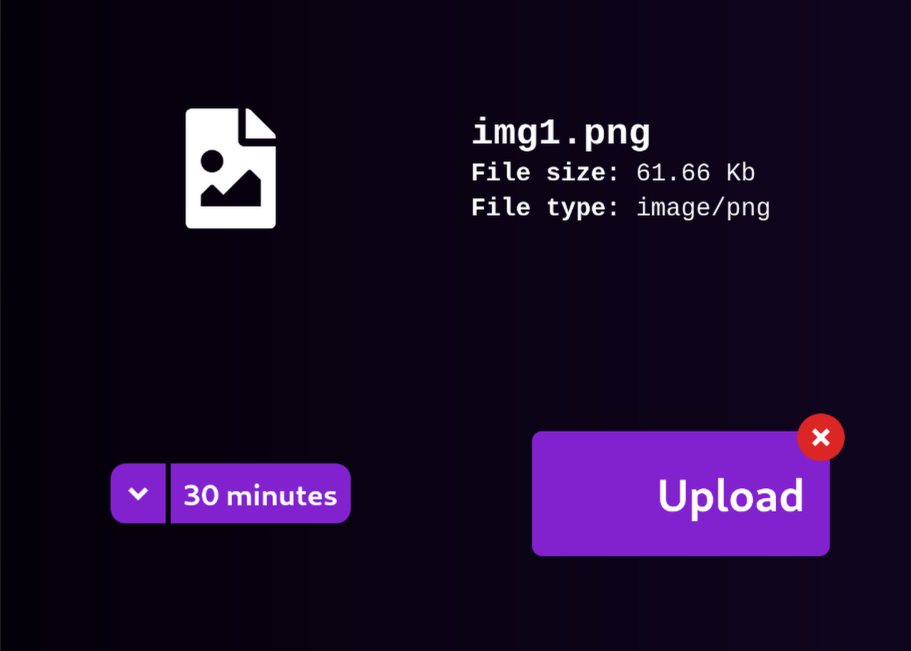 img1.png
File size: 61.66 Kb
File type: image/png
30 minutes
Upload